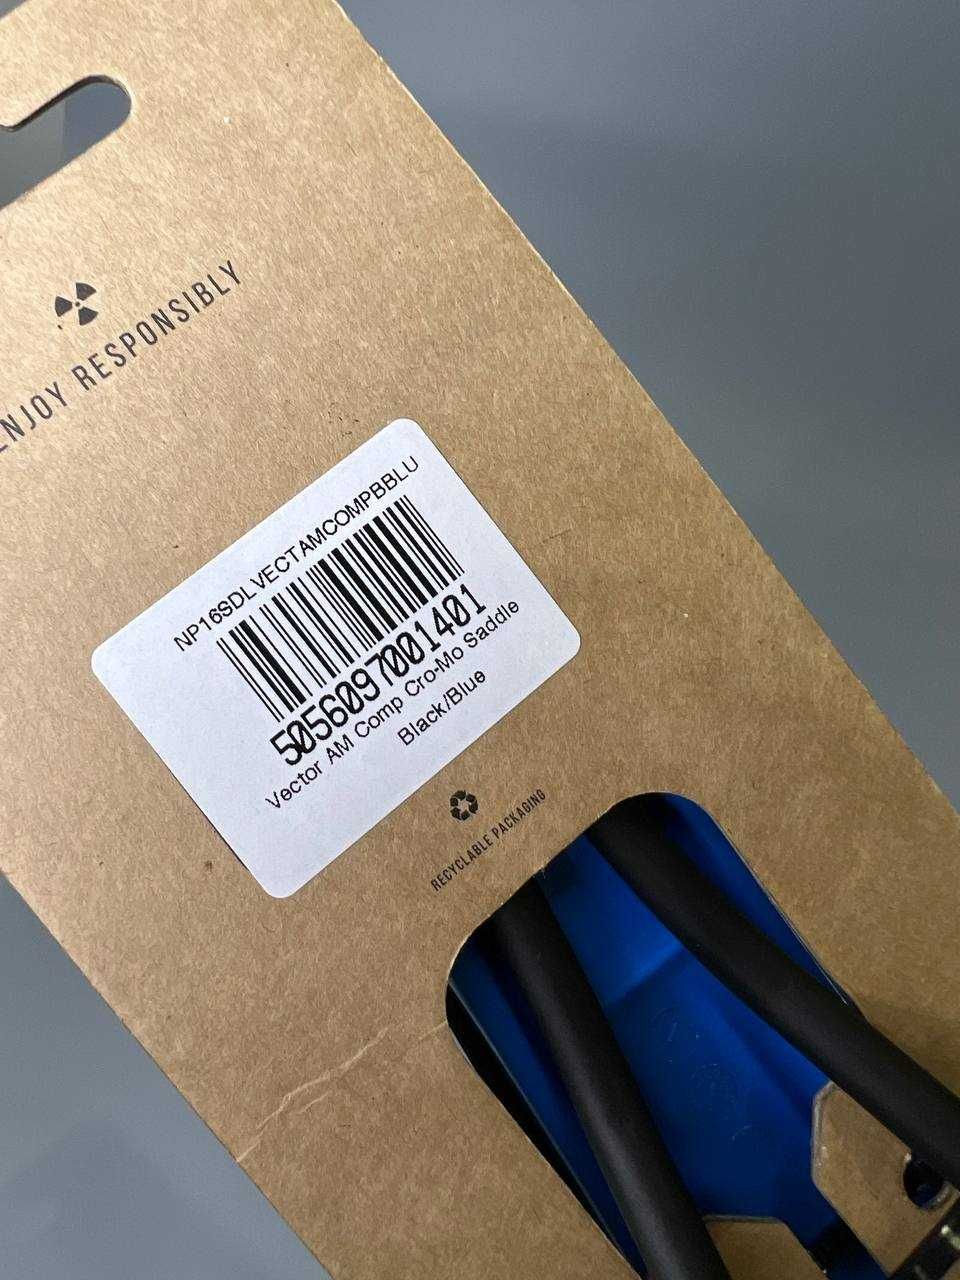 ENJOY RESPONSIBLY
NP16SDLVECTAMCOMPBBLU
5056097001401
Vector AM Comp Cro-Mo Saddle
Black/Blue
RECYCLABLE PACKAGING